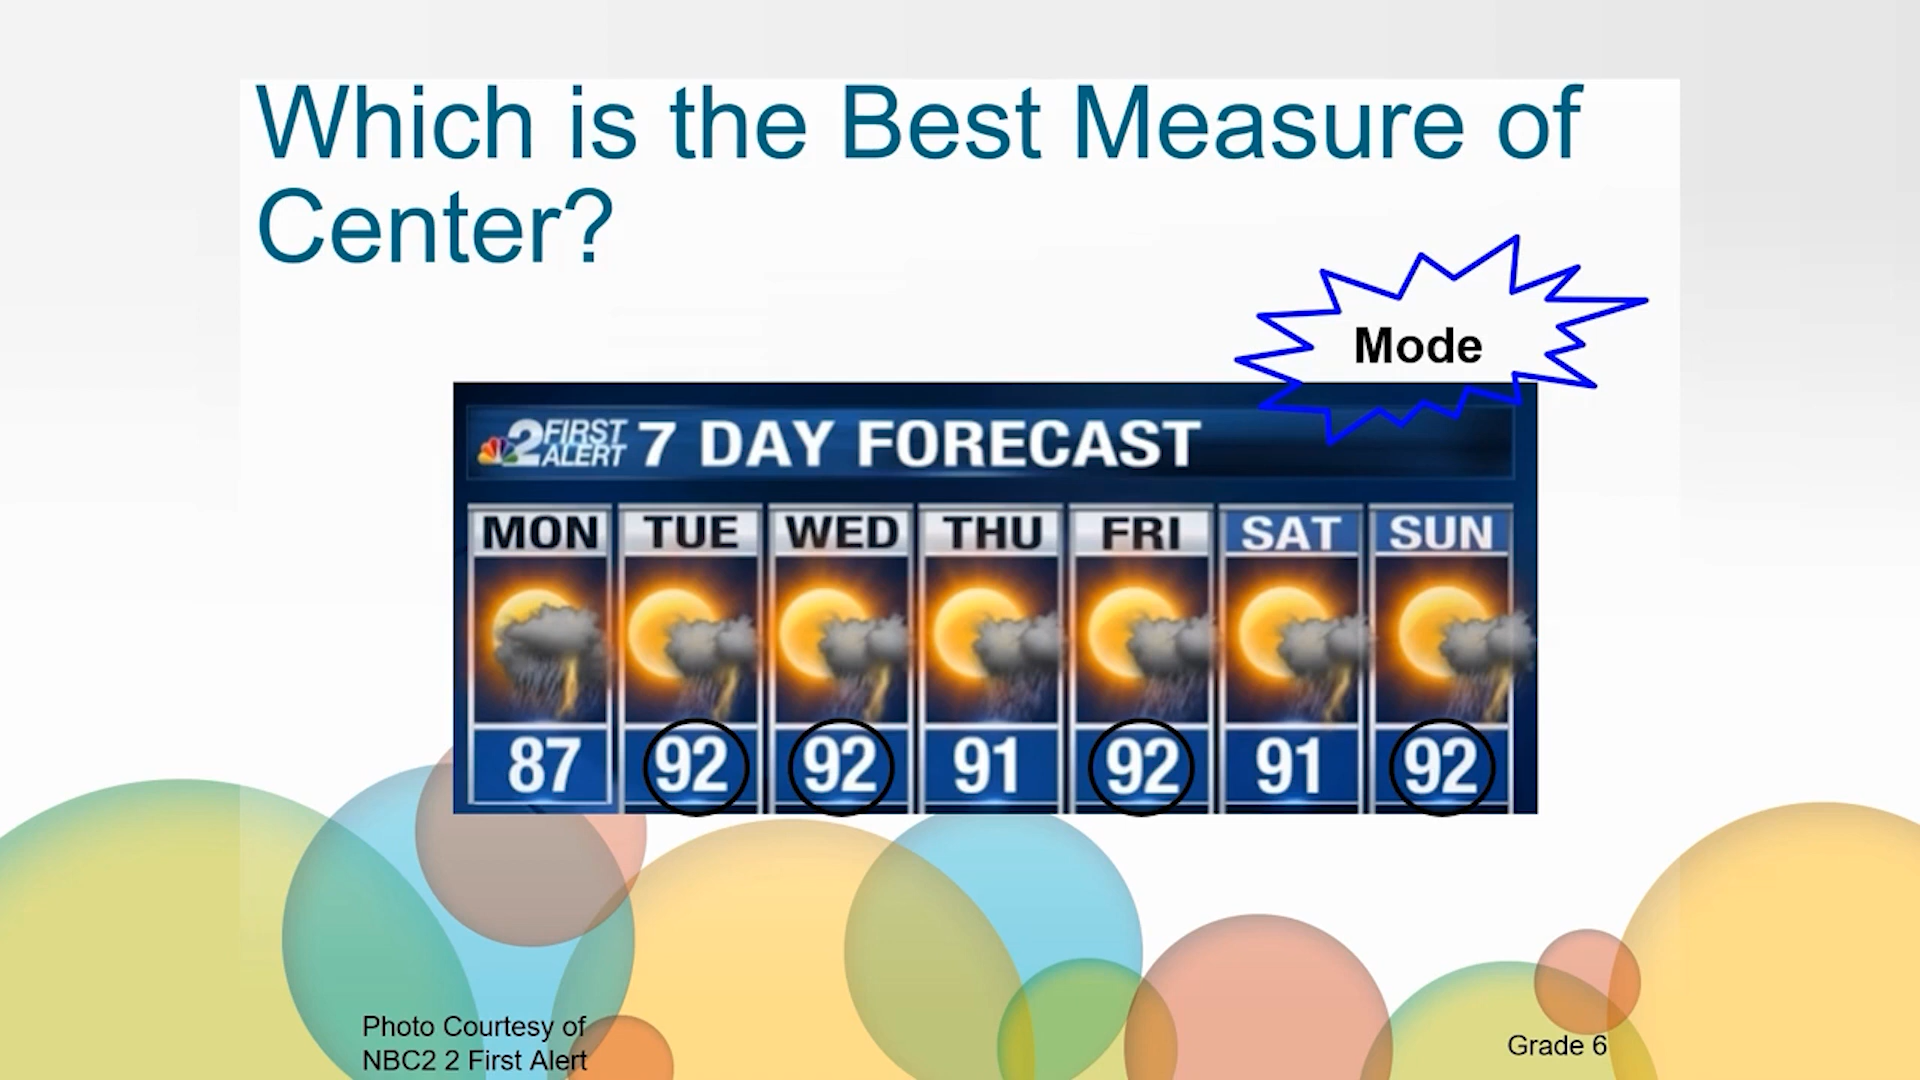 Which is the Best Measure of
Center?
Mode
2 FIRST ALERT 7 DAY FORECAST
MON TUE WED THU FRI SAT SUN
87 92 92 91 92 91 92
Photo Courtesy of
NBC2 2 First Alert
Grade 6